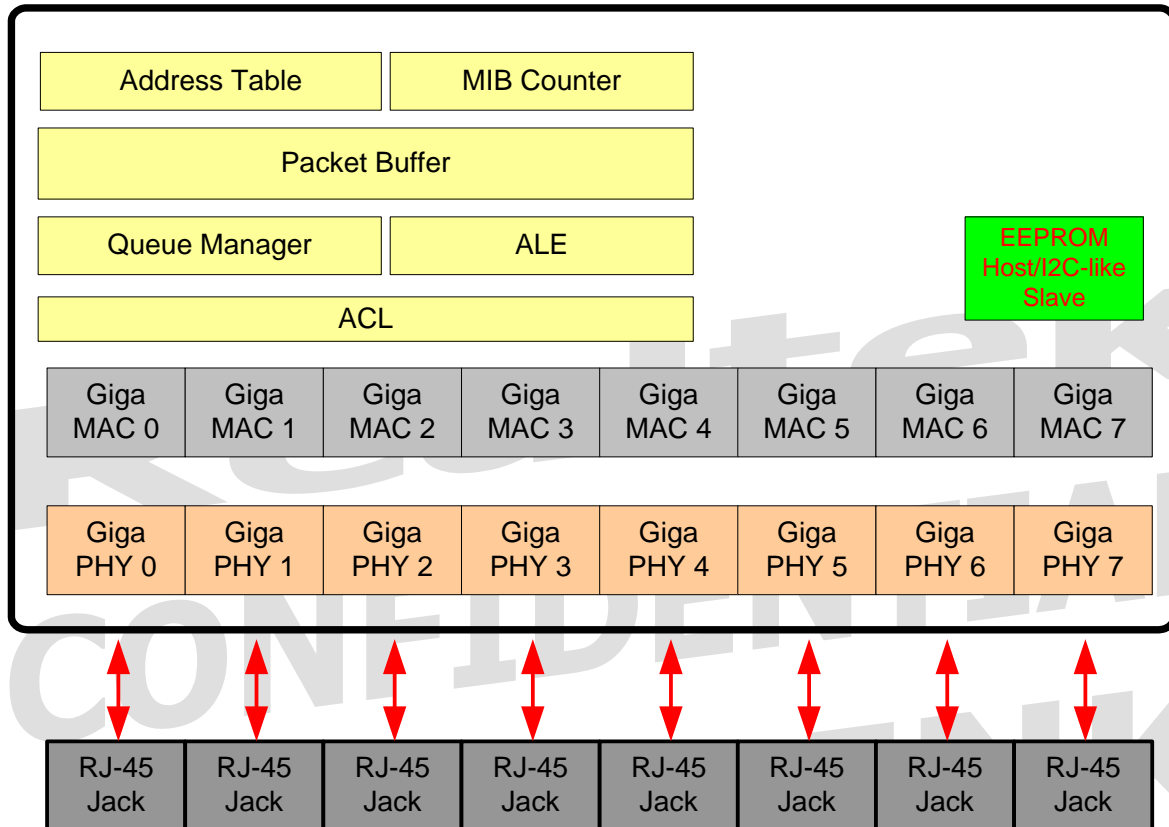 Address Table
MIB Counter
Packet Buffer
Queue Manager
ALE
EEPROM
Host/I2C-like
Slave
ACL
Giga
MAC 0
Giga
MAC 1
Giga
MAC 2
Giga
MAC 3
Giga
MAC 4
Giga
MAC 5
Giga
MAC 6
Giga
MAC 7
Realtek
CONFIDENTIAL
Giga
PHY 0
Giga
PHY 1
Giga
PHY 2
Giga
PHY 3
Giga
PHY 4
Giga
PHY 5
Giga
PHY 6
Giga
PHY 7
RJ-45
Jack
RJ-45
Jack
RJ-45
Jack
RJ-45
Jack
RJ-45
Jack
RJ-45
Jack
RJ-45
Jack
RJ-45
Jack